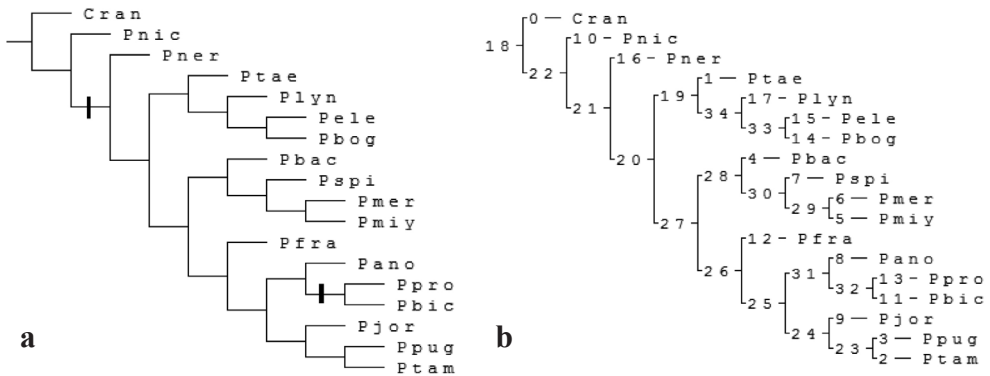 Cran
Pnic
Pner
Ptae
Plyn
Pele
Pbog
Pbac
Pspi
Pmer
Pmiy
Pfra
Pano
Ppro
Pbic
Pjor
Ppug
Ptam
a
0 Cran
18
10 Pnic
22
16 Pner
21
1 Ptae
19
17 Plyn
34
15 Pele
33
14 Pbog
20
4 Pbac
28
7 Pspi
30
6 Pmer
29
5 Pmiy
27
12 Pfra
26
8 Pano
31
13 Ppro
32
11 Pbic
25
9 Pjor
24
3 Ppug
23
2 Ptam
b